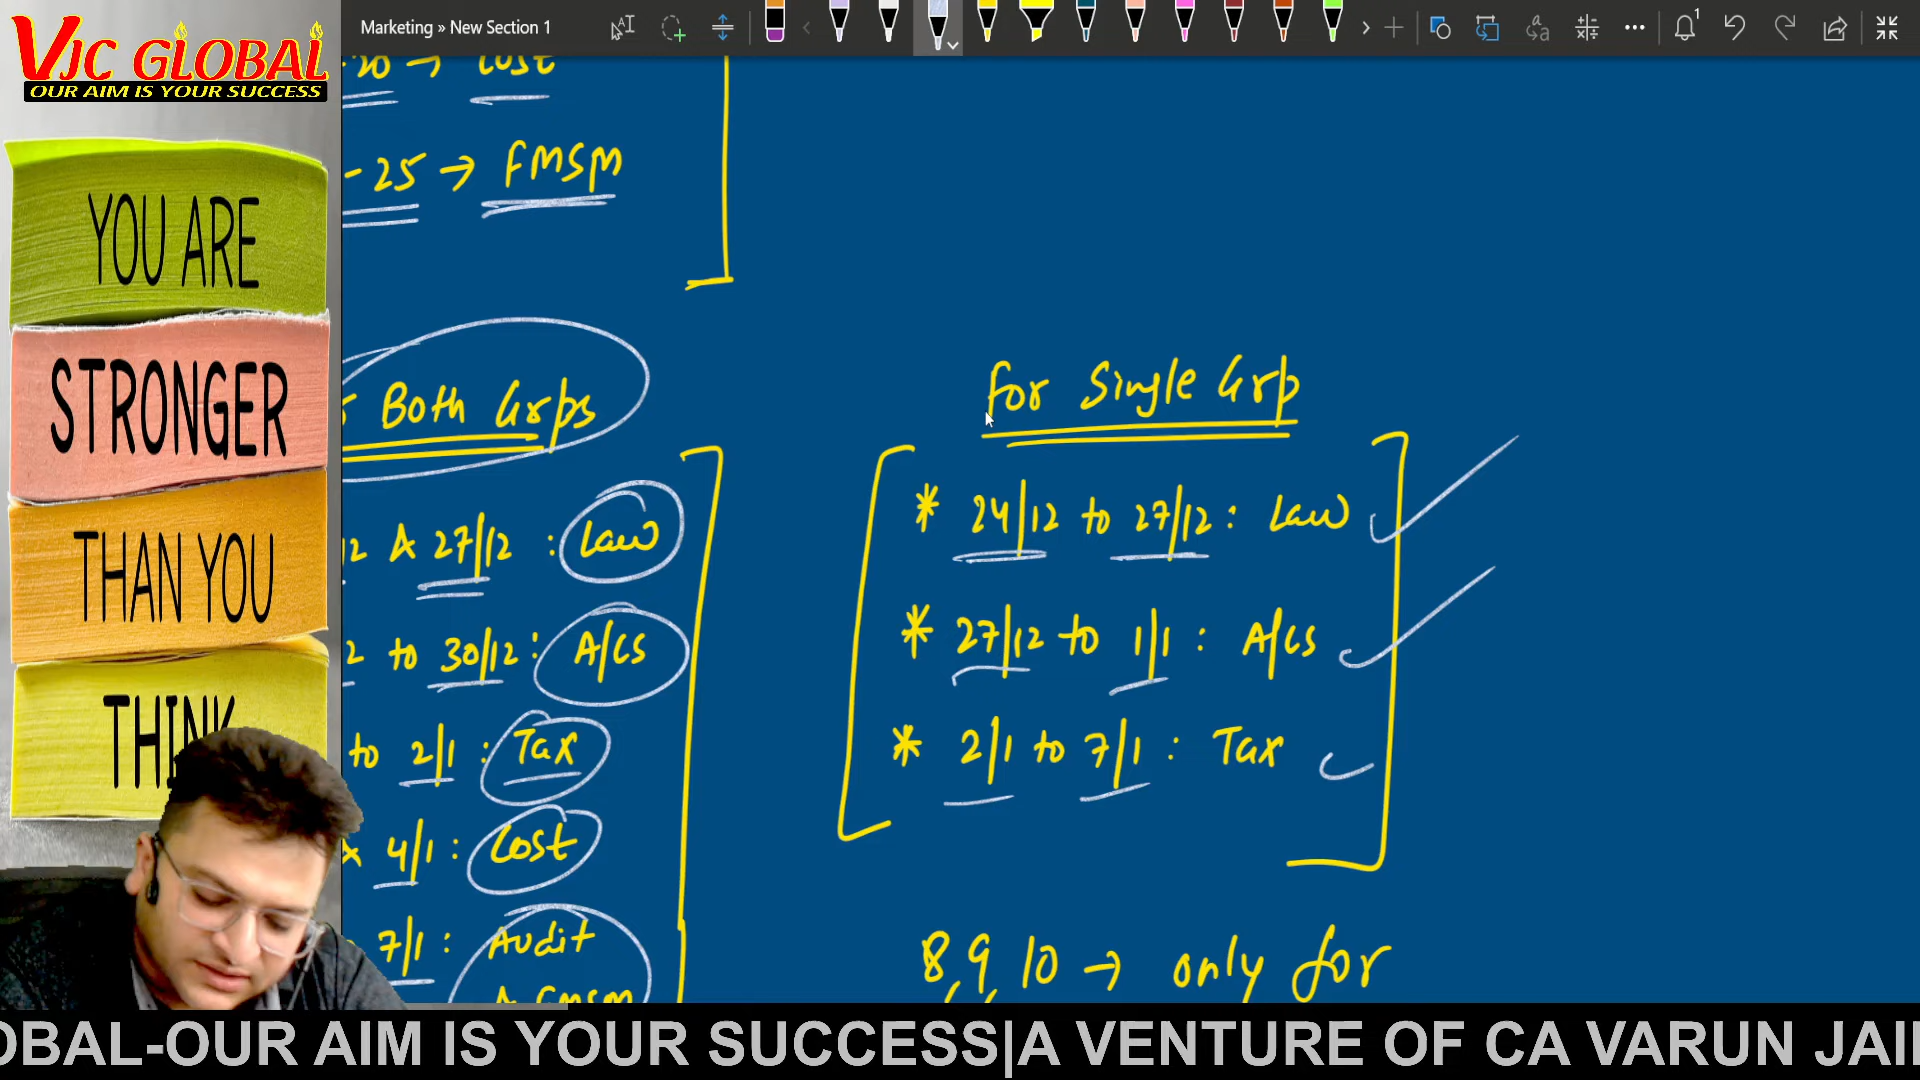 VJC GLOBAL
OUR AIM IS YOUR SUCCESS
Marketing » New Section 1
YOU ARE
STRONGER
THAN YOU
THINK
-20 → Cost
-25 → FMSM
Both Grps
12 & 27/12 : Law
2 to 30/12 : A/cs
to 2/1 : Tax
& 4/1 : Cost
7/1 : Audit
& FMSM
For Single Grp
* 24/12 to 27/12 : Law
* 27/12 to 1/1 : A/cs
* 2/1 to 7/1 : Tax
8, 9, 10 → only for
OBAL-OUR AIM IS YOUR SUCCESS|A VENTURE OF CA VARUN JAI